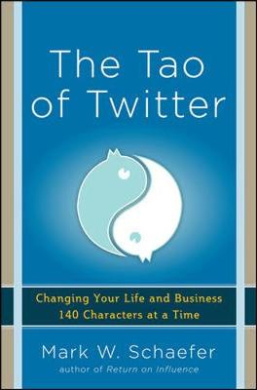 The Tao
of Twitter
Changing Your Life and Business
140 Characters at a Time
Mark W. Schaefer
author of Return on Influence